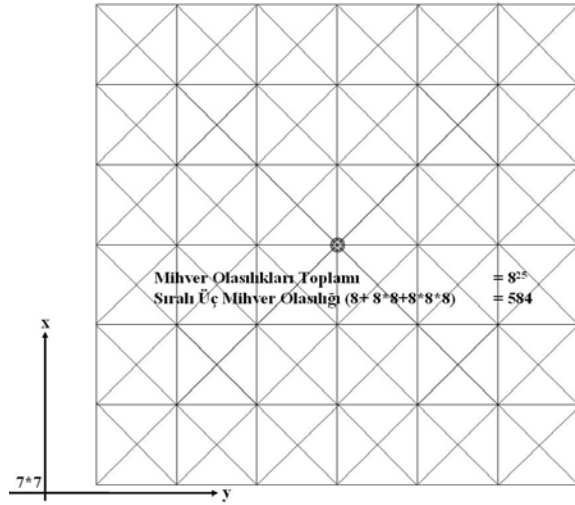 Mihver Olasılıkları Toplamı = 8²⁵
Sıralı Üç Mihver Olasılığı (8+ 8*8+8*8*8) = 584
x
7*7
y